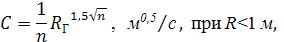 C = 1/n R_Г^{1,5√n} , м^{0,5}/с , при R<1 м,